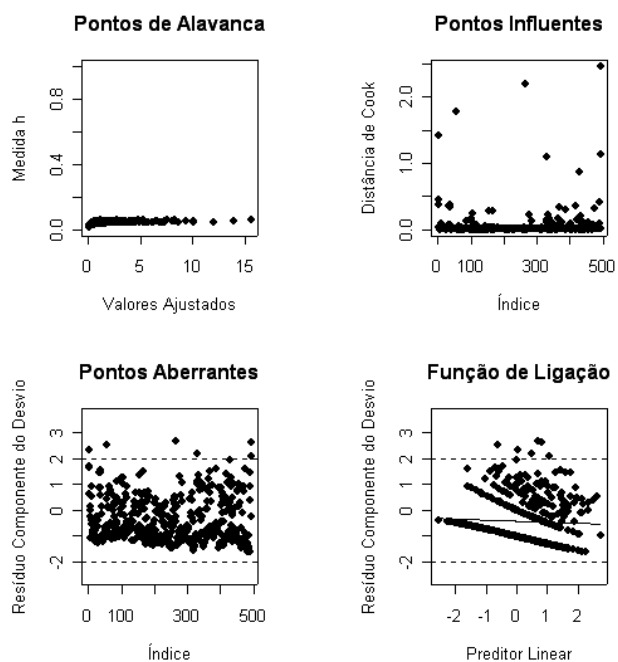 Pontos de Alavanca
Medida h
0.0 0.4 0.8
0 5 10 15
Valores Ajustados
Pontos Influentes
Distância de Cook
0.0 1.0 2.0
0 100 300 500
Índice
Pontos Aberrantes
Resíduo Componente do Desvio
-2 0 1 2 3
0 100 300 500
Índice
Função de Ligação
Resíduo Componente do Desvio
-2 0 1 2 3
-2 -1 0 1 2
Preditor Linear